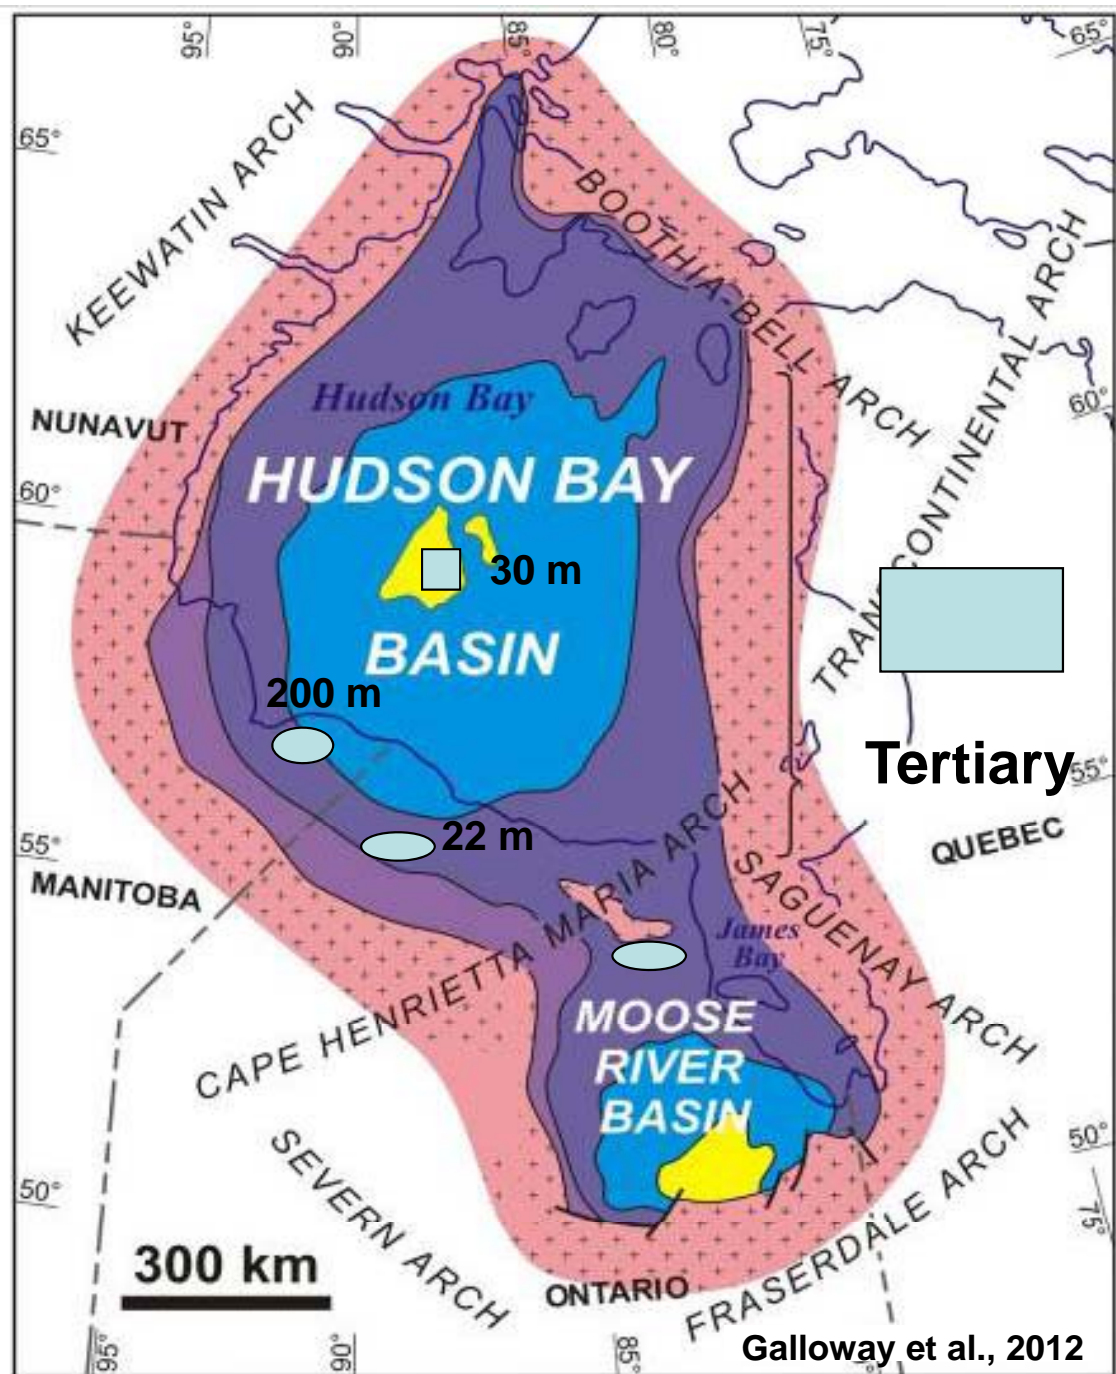 95°
90°
85°
80°
75°
65°
65°
KEEWATIN ARCH
BOOTHIA-BELL ARCH
TRANSCONTINENTAL ARCH
Hudson Bay
NUNAVUT
60°
60°
HUDSON BAY
30 m
BASIN
200 m
Tertiary
55°
22 m
55°
QUEBEC
MANITOBA
CAPE HENRIETTA MARIA ARCH
SAGUENAY ARCH
James
Bay
MOOSE
RIVER
BASIN
50°
50°
75°
SEVERN ARCH
FRASERDALE ARCH
300 km
ONTARIO
95°
90°
85°
Galloway et al., 2012